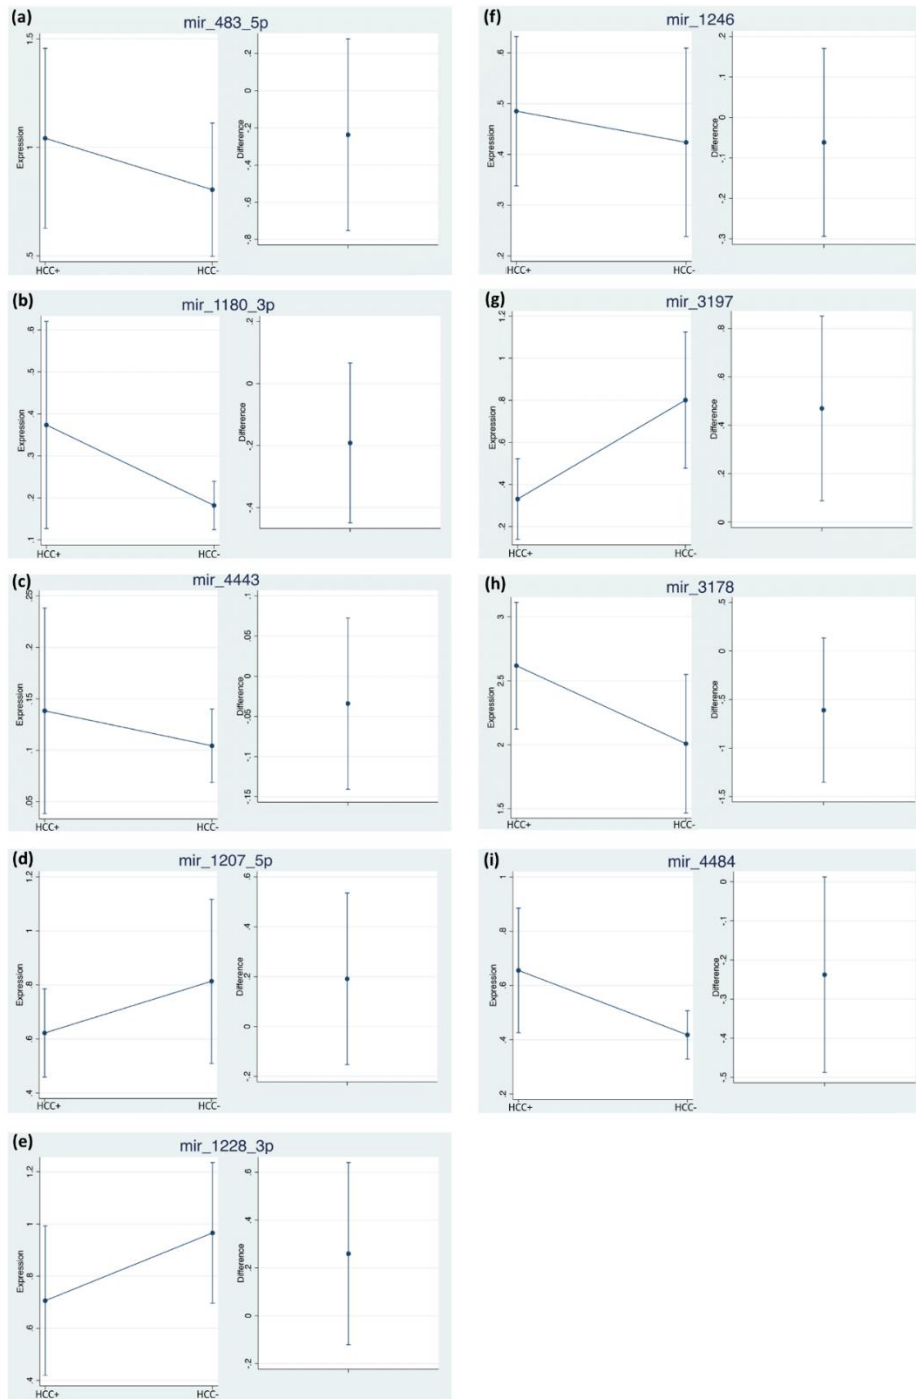 (a)
mir_483_5p
Expression
1.5
1
.5
HCC+ HCC-
Difference
.2
0
-.2
-.4
-.6
-.8
(b)
mir_1180_3p
Expression
.6
.5
.4
.3
.2
.1
HCC+ HCC-
Difference
.2
0
-.2
-.4
(c)
mir_4443
Expression
.25
.2
.15
.1
.05
HCC+ HCC-
Difference
.1
.05
0
-.05
-.1
-.15
(d)
mir_1207_5p
Expression
1.2
1
.8
.6
.4
HCC+ HCC-
Difference
.6
.4
.2
0
-.2
(e)
mir_1228_3p
Expression
1.2
1
.8
.6
.4
HCC+ HCC-
Difference
.6
.4
.2
0
-.2
(f)
mir_1246
Expression
.6
.5
.4
.3
.2
HCC+ HCC-
Difference
.2
.1
0
-.1
-.2
-.3
(g)
mir_3197
Expression
1.2
1
.8
.6
.4
.2
HCC+ HCC-
Difference
.8
.6
.4
.2
0
(h)
mir_3178
Expression
3
2.5
2
1.5
HCC+ HCC-
Difference
.5
0
-.5
-1
-1.5
(i)
mir_4484
Expression
1
.8
.6
.4
.2
HCC+ HCC-
Difference
0
-.1
-.2
-.3
-.4
-.5